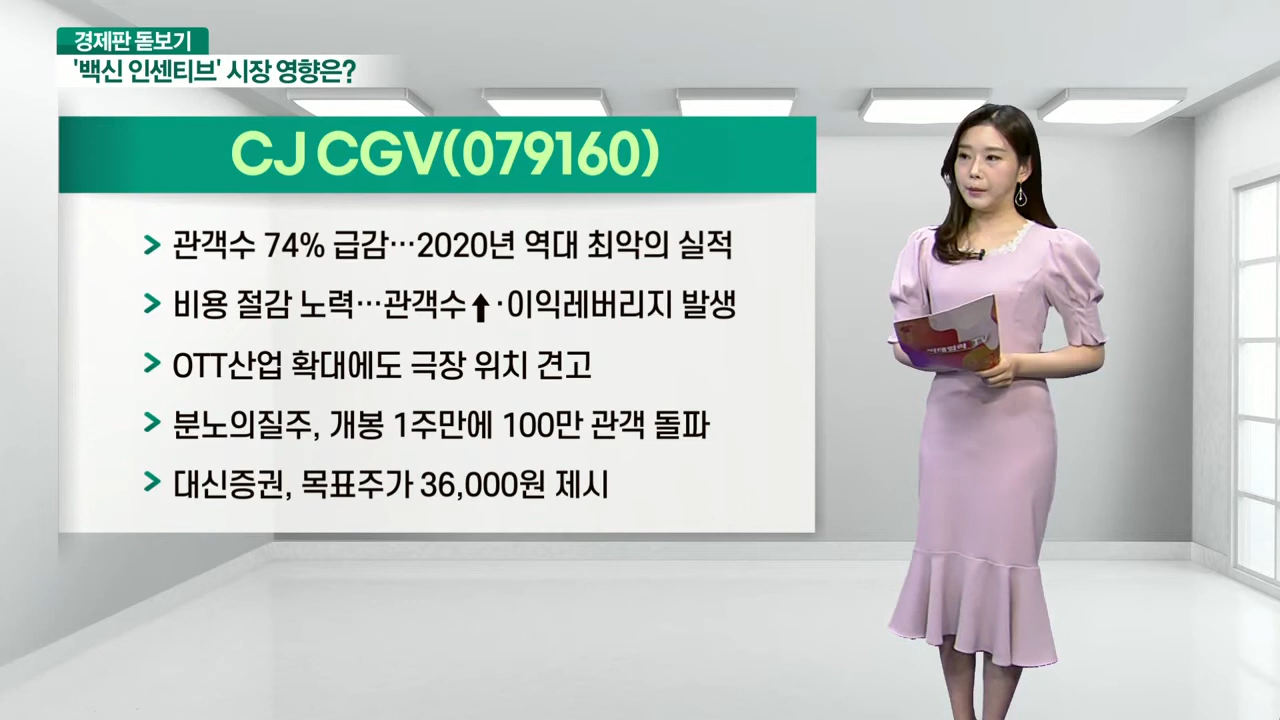 경제판 돋보기
'백신 인센티브' 시장 영향은?
CJ CGV(079160)
> 관객수 74% 급감…2020년 역대 최악의 실적
> 비용 절감 노력…관객수⬆·이익레버리지 발생
> OTT산업 확대에도 극장 위치 견고
> 분노의질주, 개봉 1주만에 100만 관객 돌파
> 대신증권, 목표주가 36,000원 제시